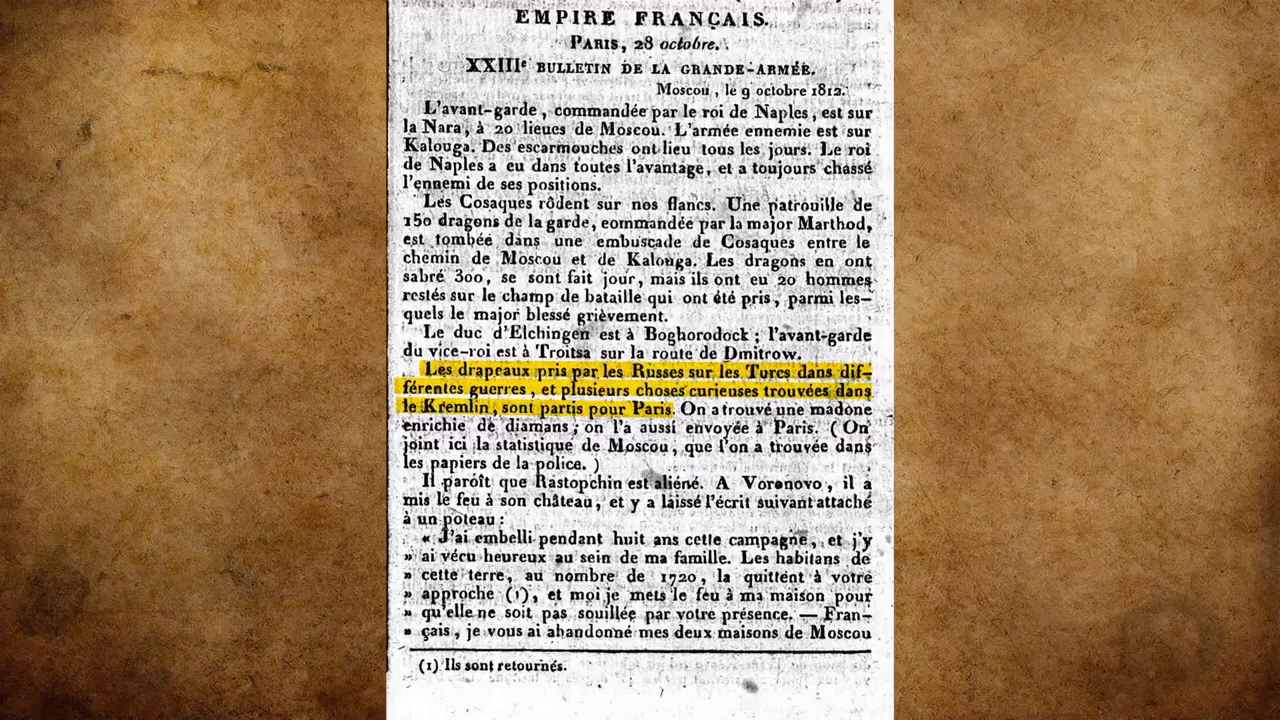 EMPIRE FRANÇAIS.
PARIS, 28 octobre.
XXIIIᵉ BULLETIN DE LA GRANDE-ARMÉE.
Moscou, le 9 octobre 1812.
L'avant-garde, commandée par le roi de Naples, est sur
la Nara, à 20 lieues de Moscou. L'armée ennemie est sur
Kalouga. Des escarmouches ont lieu tous les jours. Le roi
de Naples a eu dans toutes l'avantage, et a toujours chassé
l'ennemi de ses positions.
Les Cosaques rôdent sur nos flancs. Une patrouille de
150 dragons de la garde, eommandée par la major Marthod,
est tombée dans une embuscade de Cosaques entre le
chemin de Moscou et de Kalouga. Les dragons en ont
sabré 300, se sont fait jour, mais ils ont eu 20 hommes
restés sur le champ de bataille qui ont été pris, parmi les-
quels le major blessé grièvement.
Le duc d'Elchingen est à Boghorodock; l'avant-garde
du vice-roi est à Troitsa sur la route de Dmitrow.
Les drapeaux pris par les Russes sur les Turcs dans dif-
férentes guerres, et plusieurs choses curieuses trouvées dans
le Kremlin, sont partis pour Paris. On a trouvé une madone
enrichie de diamans; on l'a aussi envoyée à Paris. (On
joint ici la statistique de Moscou, que l'on a trouvée dans
les papiers de la police.)
Il paroît que Rastopchin est aliéné. A Voronovo, il a
mis le feu à son château, et y a laissé l'écrit suivant attaché
à un poteau:
« J'ai embelli pendant huit ans cette campagne, et j'y
» ai vécu heureux au sein de ma famille. Les habitans de
» cette terre, au nombre de 1720, la quittent à votre
» approche (1), et moi je mets le feu à ma maison pour
» qu'elle ne soit pas souillée par votre présence. — Fran-
» çais, je vous ai abandonné mes deux maisons de Moscou
(1) Ils sont retournés.